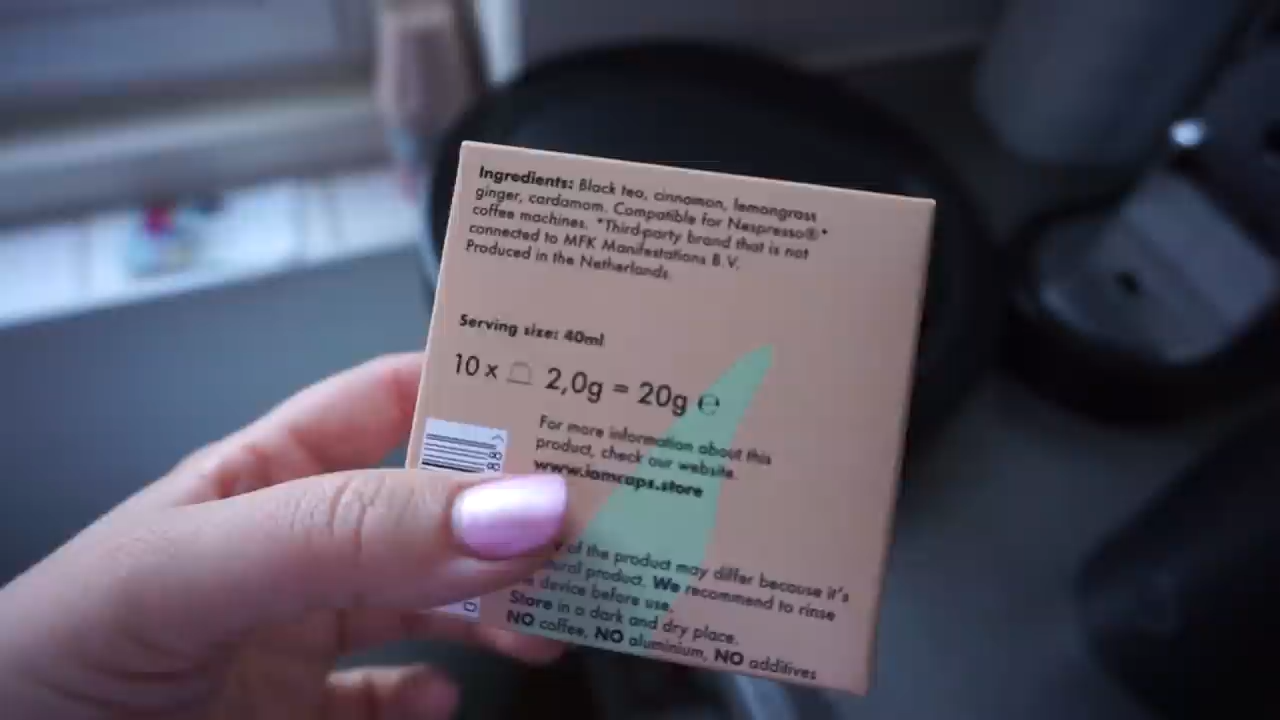 Ingredients: Black tea, cinnamon, lemongrass
ginger, cardamom. Compatible for Nespresso®*
coffee machines. *Third-party brand that is not
connected to MFK Manifestations B.V.
Produced in the Netherlands.
Serving size: 40ml
10 x 2,0g = 20g ℮
For more information about this
product, check our website.
www.iamcaps.store
of the product may differ because it's
product. We recommend to rinse
device before use.
Store in a dark and dry place.
NO coffee, NO aluminium, NO additives